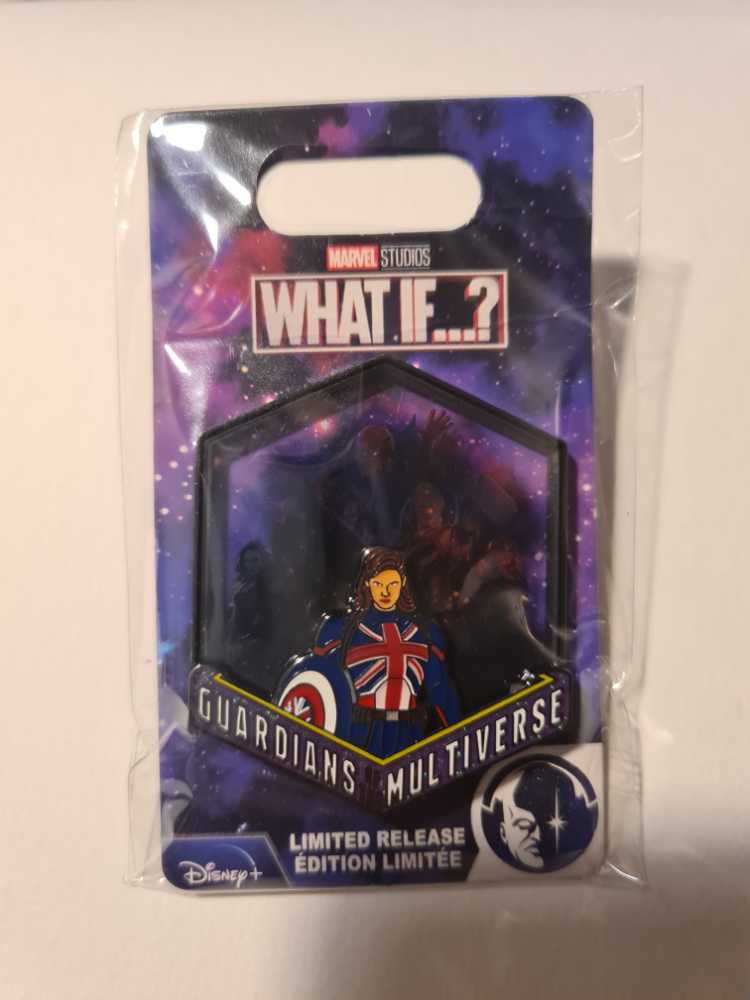 MARVEL STUDIOS
WHAT IF...?
GUARDIANS MULTIVERSE
LIMITED RELEASE
ÉDITION LIMITÉE
Disney+